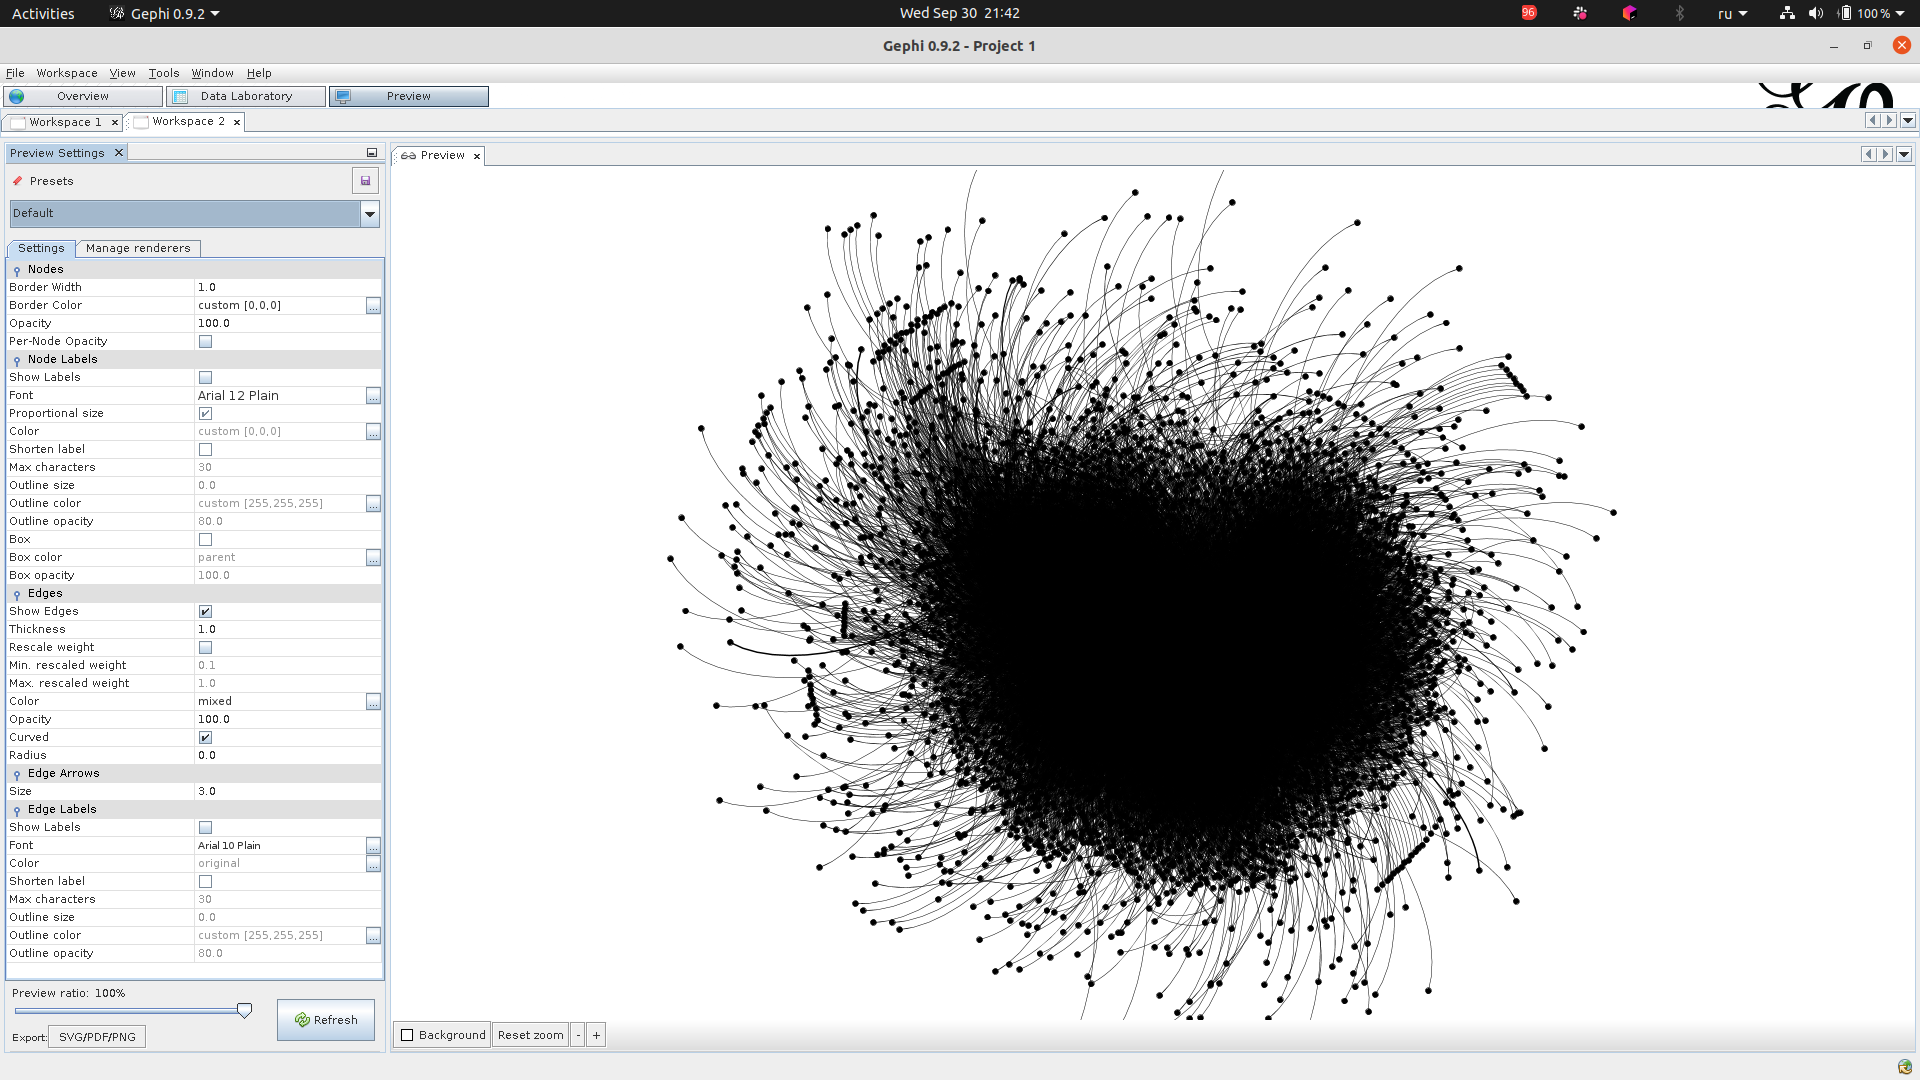 Activities Gephi 0.9.2 Wed Sep 30 21:42 96 ru 100 %
Gephi 0.9.2 - Project 1
File Workspace View Tools Window Help
Overview Data Laboratory Preview
Workspace 1 Workspace 2
Preview Settings
Presets
Default
Settings Manage renderers
Nodes
Border Width 1.0
Border Color custom [0,0,0] ...
Opacity 100.0
Per-Node Opacity
Node Labels
Show Labels
Font Arial 12 Plain ...
Proportional size
Color custom [0,0,0] ...
Shorten label
Max characters 30
Outline size 0.0
Outline color custom [255,255,255] ...
Outline opacity 80.0
Box
Box color parent ...
Box opacity 100.0
Edges
Show Edges
Thickness 1.0
Rescale weight
Min. rescaled weight 0.1
Max. rescaled weight 1.0
Color mixed ...
Opacity 100.0
Curved
Radius 0.0
Edge Arrows
Size 3.0
Edge Labels
Show Labels
Font Arial 10 Plain ...
Color original ...
Shorten label
Max characters 30
Outline size 0.0
Outline color custom [255,255,255] ...
Outline opacity 80.0
Preview ratio: 100%
Refresh
Export: SVG/PDF/PNG
Preview
Background Reset zoom - +